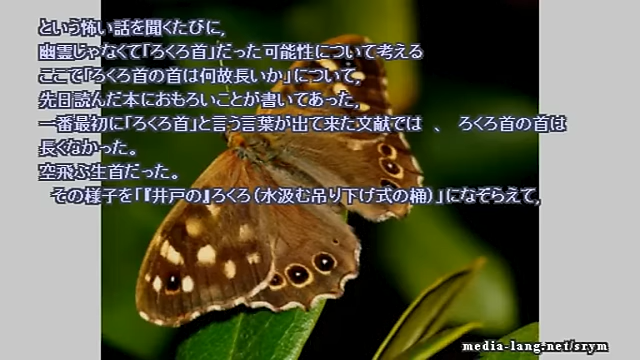 という怖い話を聞くたびに,
幽霊じゃなくて「ろくろ首」だった可能性について考える
ここで「ろくろ首の首は何故長いか」について,
先日読んだ本におもろいことが書いてあった,
一番最初に「ろくろ首」と言う言葉が出て来た文献では 、 ろくろ首の首は
長くなかった。
空飛ぶ生首だった。
その様子を「『井戸の』ろくろ(水汲む吊り下げ式の桶)」になぞらえて,
media-lang.net/srym